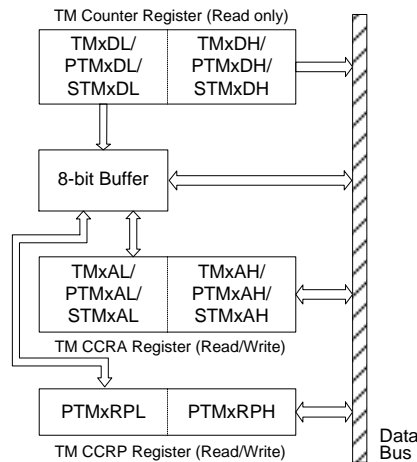 TM Counter Register (Read only)
TMxDL/
PTMxDL/
STMxDL
TMxDH/
PTMxDH/
STMxDH
8-bit Buffer
TMxAL/
PTMxAL/
STMxAL
TMxAH/
PTMxAH/
STMxAH
TM CCRA Register (Read/Write)
PTMxRPL
PTMxRPH
TM CCRP Register (Read/Write)
Data
Bus